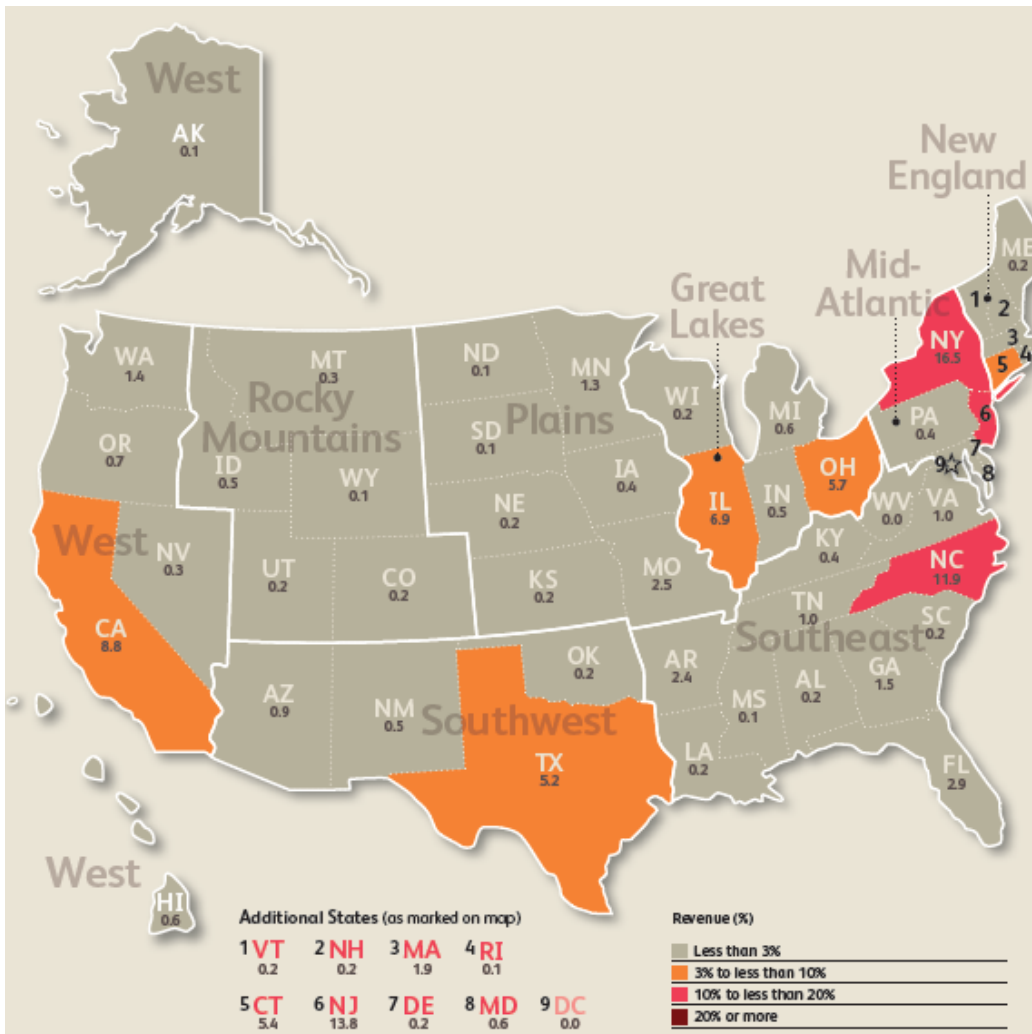 West
AK
0.1
New
England
ME
0.2
Mid-
Atlantic
Great
Lakes
1
2
3
4
5
NY
16.5
WA
1.4
MT
0.3
ND
0.1
MN
1.3
WI
0.2
MI
0.6
PA
0.4
6
7
8
9
Rocky
Mountains
Plains
OR
0.7
ID
0.5
WY
0.1
SD
0.1
IA
0.4
IL
6.9
IN
0.5
OH
5.7
WV
0.0
VA
1.0
NE
0.2
KY
0.4
NC
11.9
West
NV
0.3
UT
0.2
CO
0.2
KS
0.2
MO
2.5
TN
1.0
SC
0.2
Southeast
CA
8.8
AZ
0.9
NM
0.5
OK
0.2
AR
2.4
MS
0.1
AL
0.2
GA
1.5
Southwest
TX
5.2
LA
0.2
FL
2.9
West
HI
0.6
Additional States (as marked on map)
1 VT 2 NH 3 MA 4 RI
0.2 0.2 1.9 0.1
5 CT 6 NJ 7 DE 8 MD 9 DC
5.4 13.8 0.2 0.6 0.0
Revenue (%)
Less than 3%
3% to less than 10%
10% to less than 20%
20% or more